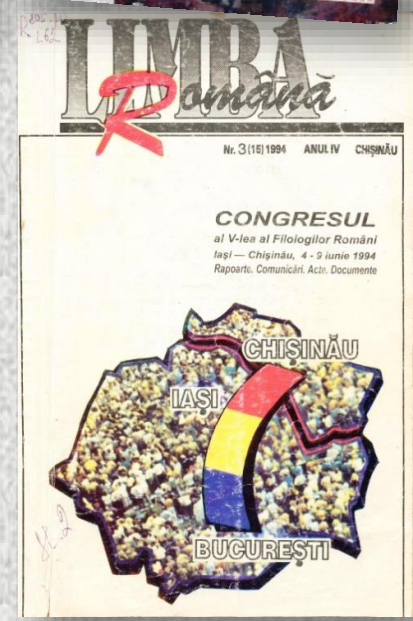 LIMBA
Română
Nr. 3 (15) 1994 ANUL IV CHIȘINĂU
CONGRESUL
al V-lea al Filologilor Români
Iași — Chișinău, 4 - 9 iunie 1994
Rapoarte. Comunicări. Acte. Documente
CHIȘINĂU
IAȘI
BUCUREȘTI